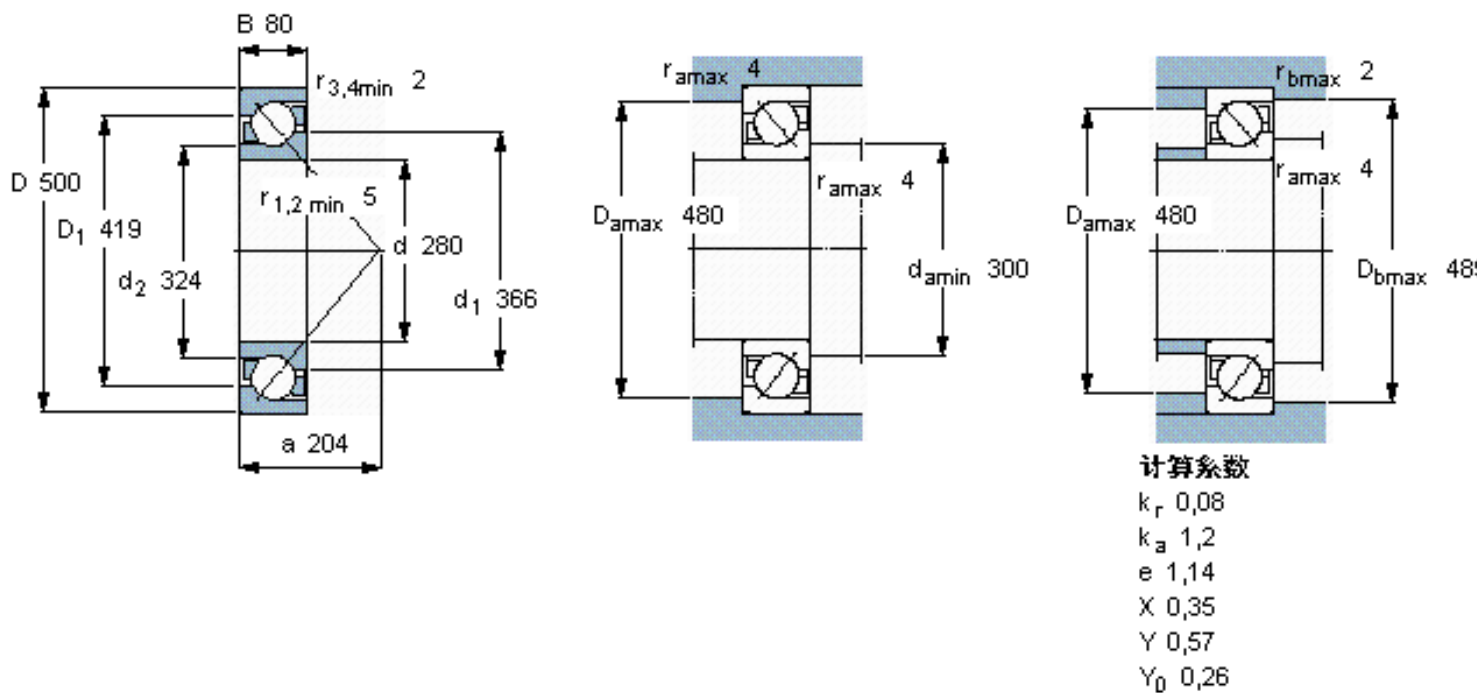 B 80
r3,4min 2
D 500
D1 419
d2 324
r1,2 min 5
d 280
d1 366
a 204
ramax 4
ramax 4
Damax 480
damin 300
rbmax 2
ramax 4
Damax 480
Dbmax
计算系数
kr 0,08
ka 1,2
e 1,14
X 0,35
Y 0,57
Y0 0,26